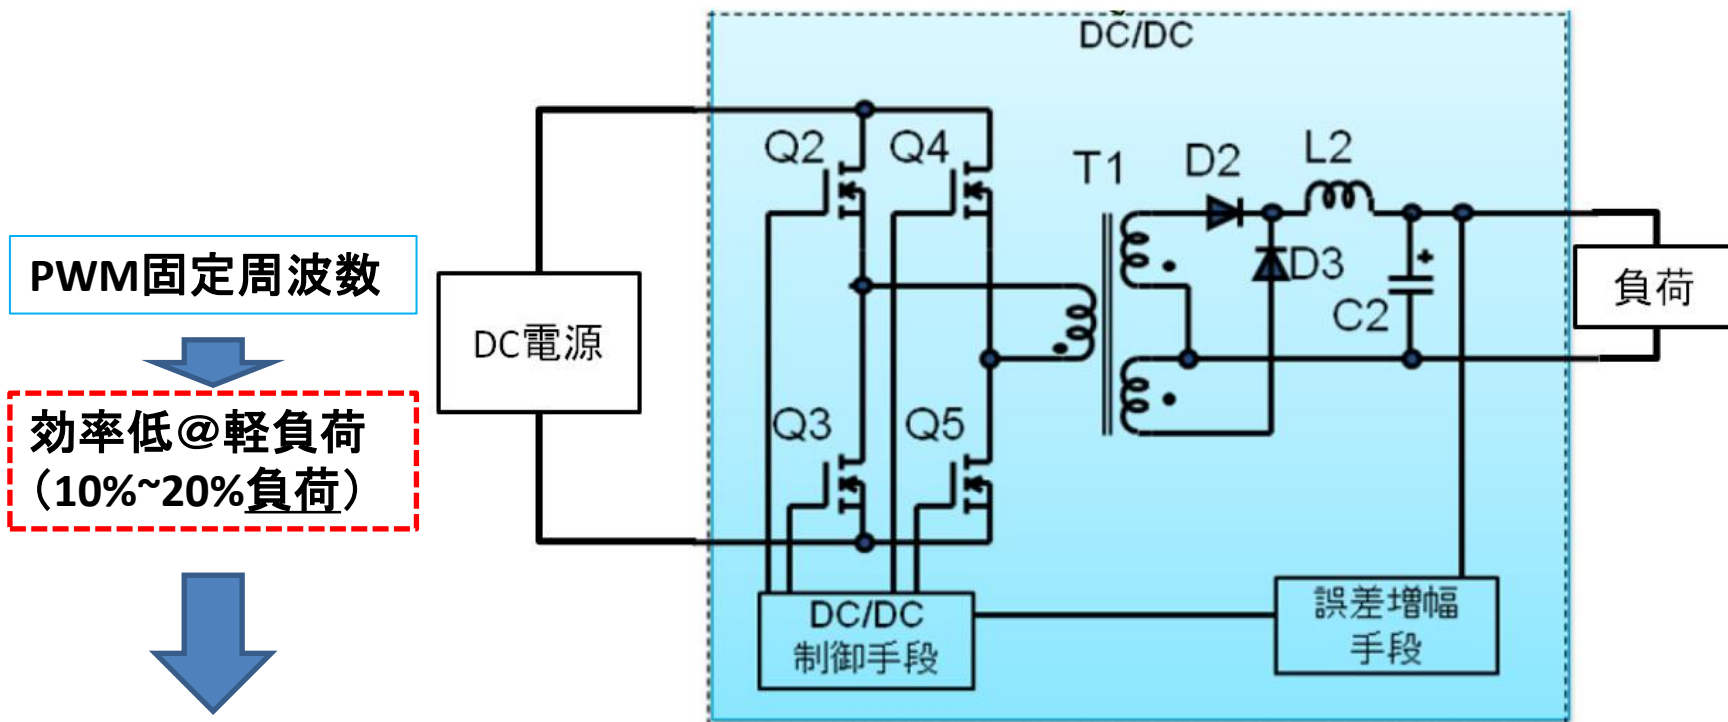 DC/DC
Q2
Q4
T1
D2
L2
D3
C2
+
PWM固定周波数
DC電源
負荷
効率低@軽負荷
（10%~20%負荷）
Q3
Q5
DC/DC
制御手段
誤差増幅
手段